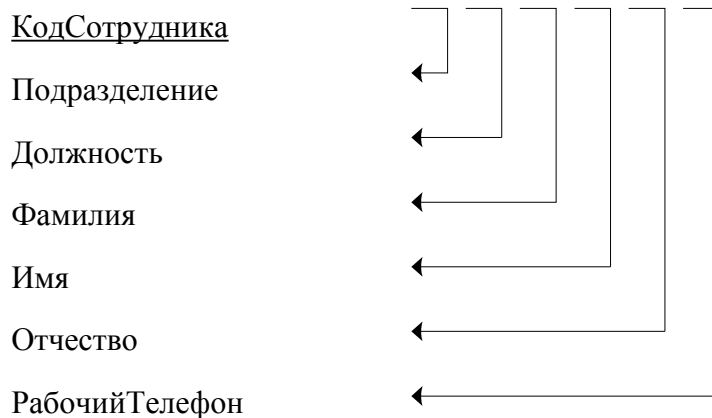 КодСотрудника
Подразделение
Должность
Фамилия
Имя
Отчество
РабочийТелефон